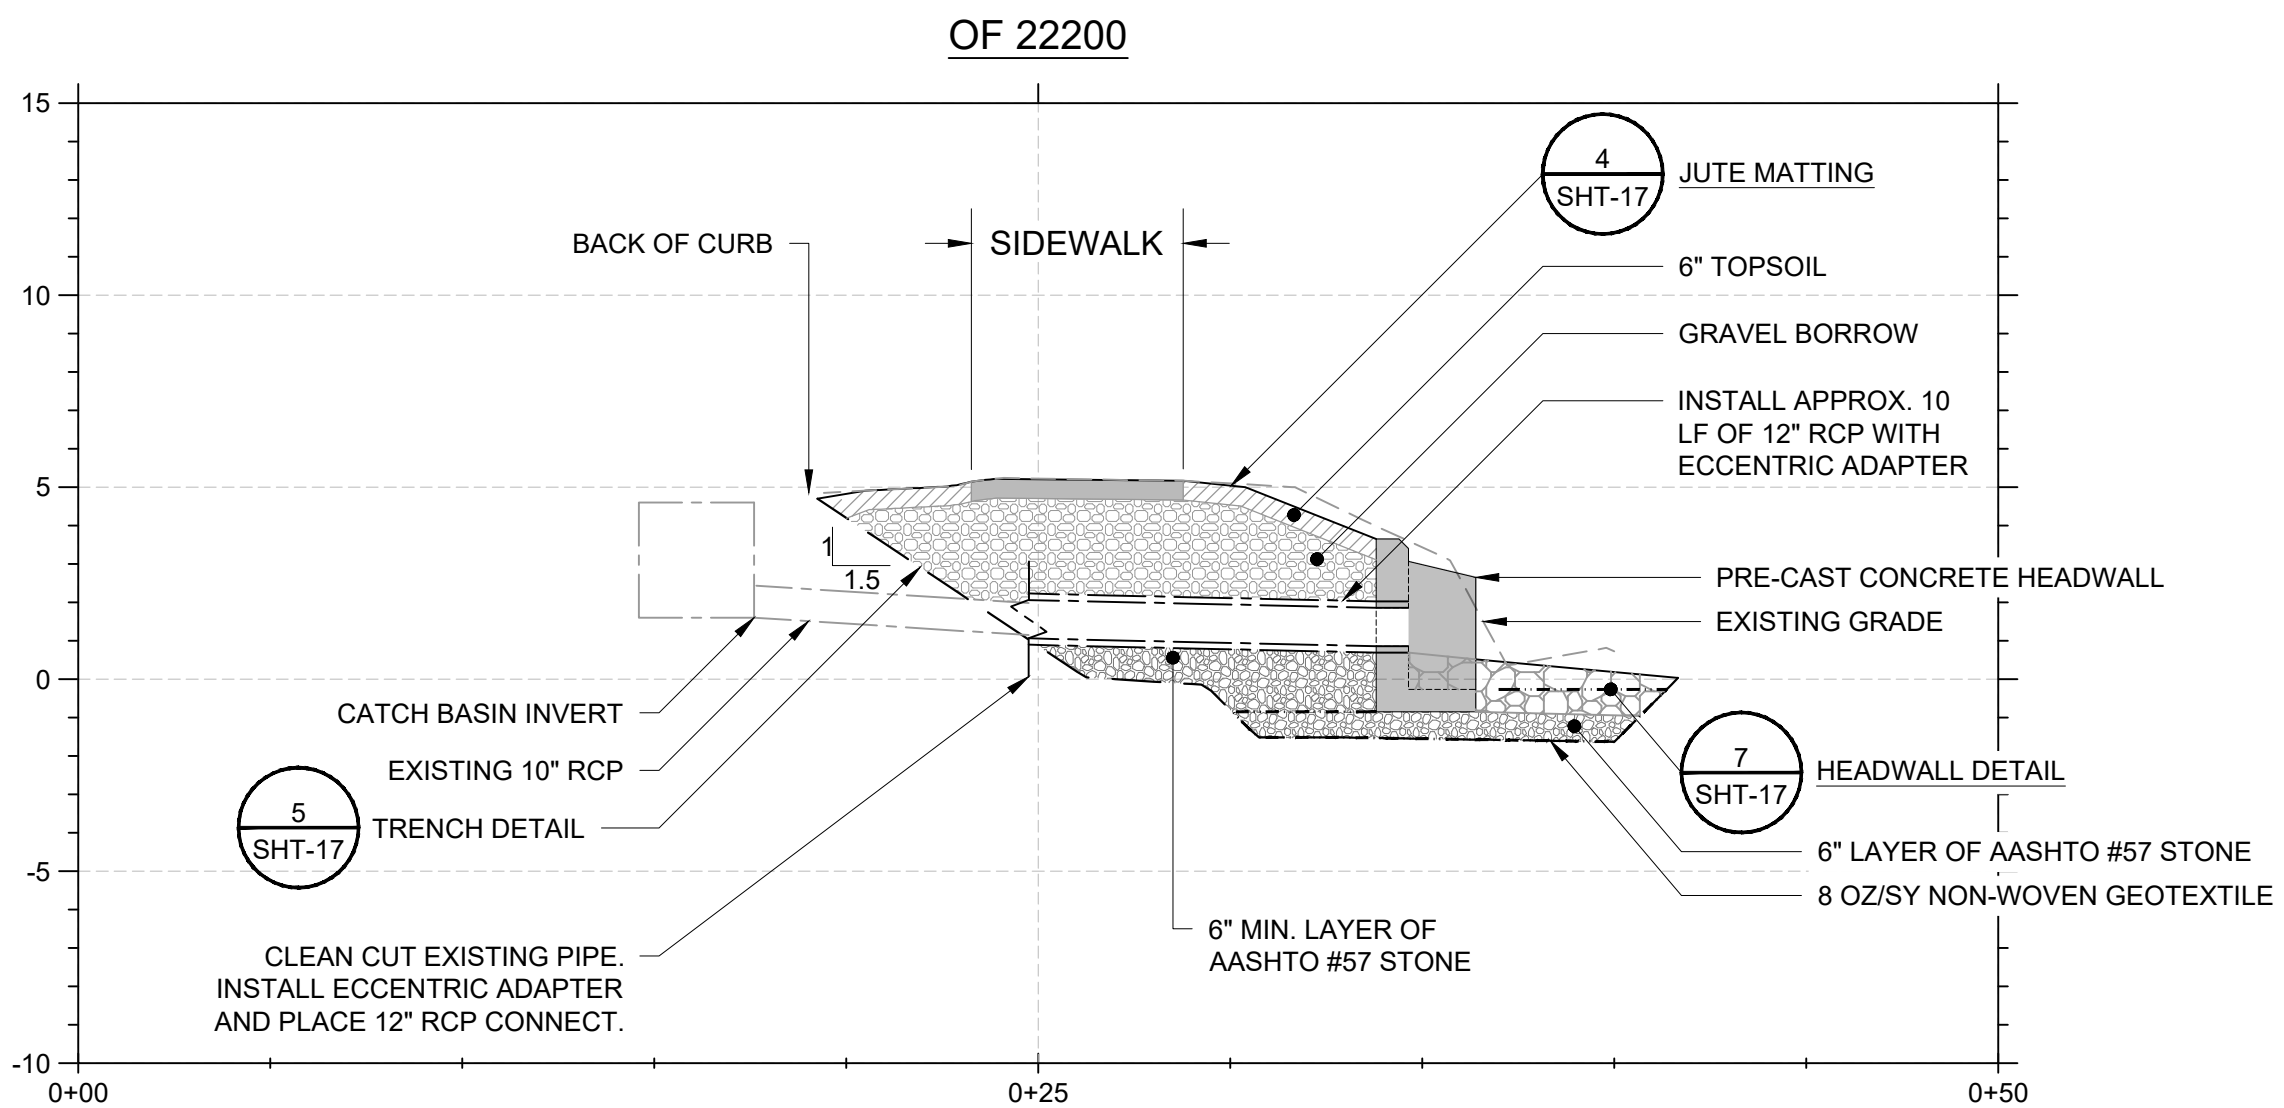 OF 22200
15
10
5
0
-5
-10
0+00
0+25
0+50
BACK OF CURB
SIDEWALK
4
SHT-17
JUTE MATTING
6" TOPSOIL
GRAVEL BORROW
INSTALL APPROX. 10
LF OF 12" RCP WITH
ECCENTRIC ADAPTER
1
1.5
PRE-CAST CONCRETE HEADWALL
EXISTING GRADE
CATCH BASIN INVERT
EXISTING 10" RCP
5
SHT-17
TRENCH DETAIL
7
SHT-17
HEADWALL DETAIL
6" LAYER OF AASHTO #57 STONE
8 OZ/SY NON-WOVEN GEOTEXTILE
6" MIN. LAYER OF
AASHTO #57 STONE
CLEAN CUT EXISTING PIPE.
INSTALL ECCENTRIC ADAPTER
AND PLACE 12" RCP CONNECT.